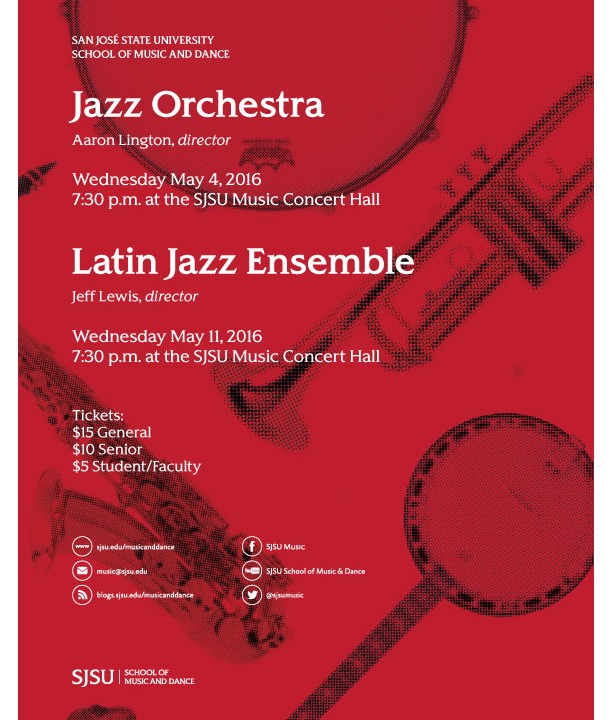 SAN JOSÉ STATE UNIVERSITY
SCHOOL OF MUSIC AND DANCE
Jazz Orchestra
Aaron Lington, director
Wednesday May 4, 2016
7:30 p.m. at the SJSU Music Concert Hall
Latin Jazz Ensemble
Jeff Lewis, director
Wednesday May 11, 2016
7:30 p.m. at the SJSU Music Concert Hall
Tickets:
$15 General
$10 Senior
$5 Student/Faculty
www sjsu.edu/musicanddance
music@sjsu.edu
blogs.sjsu.edu/musicanddance
f SJSU Music
SJSU School of Music & Dance
@sjsumusic
SJSU SCHOOL OF
MUSIC AND DANCE